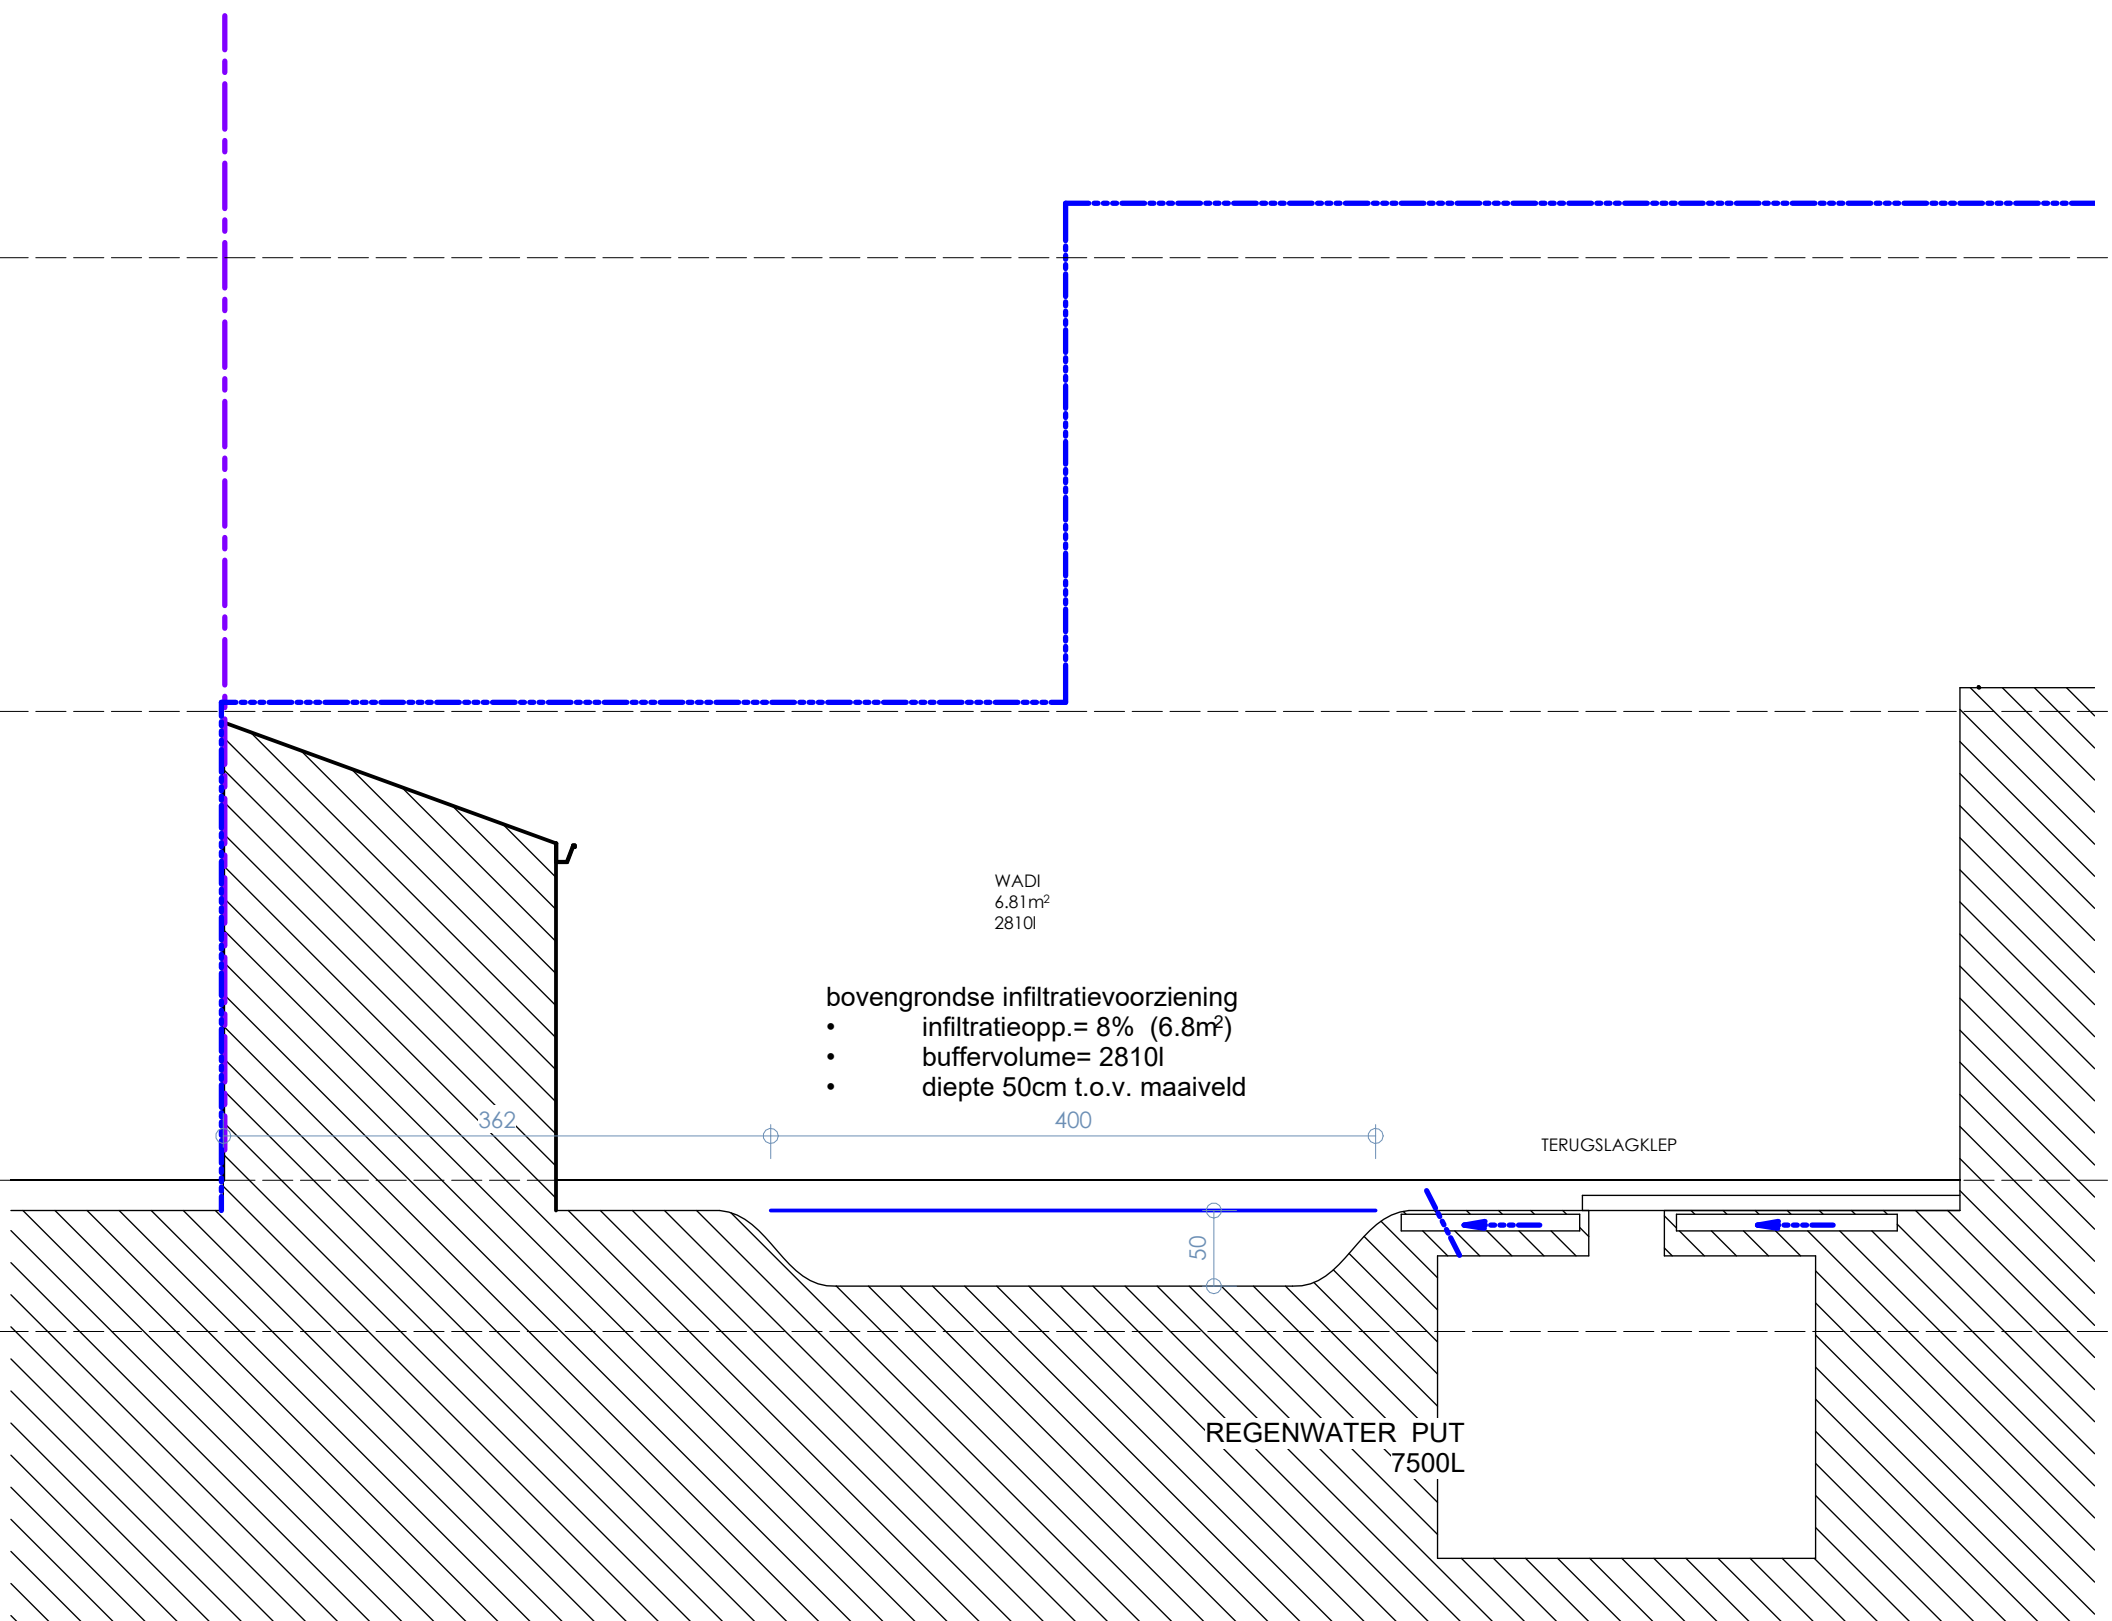 WADI
6.81m²
2810l
bovengrondse infiltratievoorziening
• infiltratieopp.= 8% (6.8m²)
• buffervolume= 2810l
• diepte 50cm t.o.v. maaiveld
362
400
TERUGSLAGKLEP
50
REGENWATER PUT
7500L